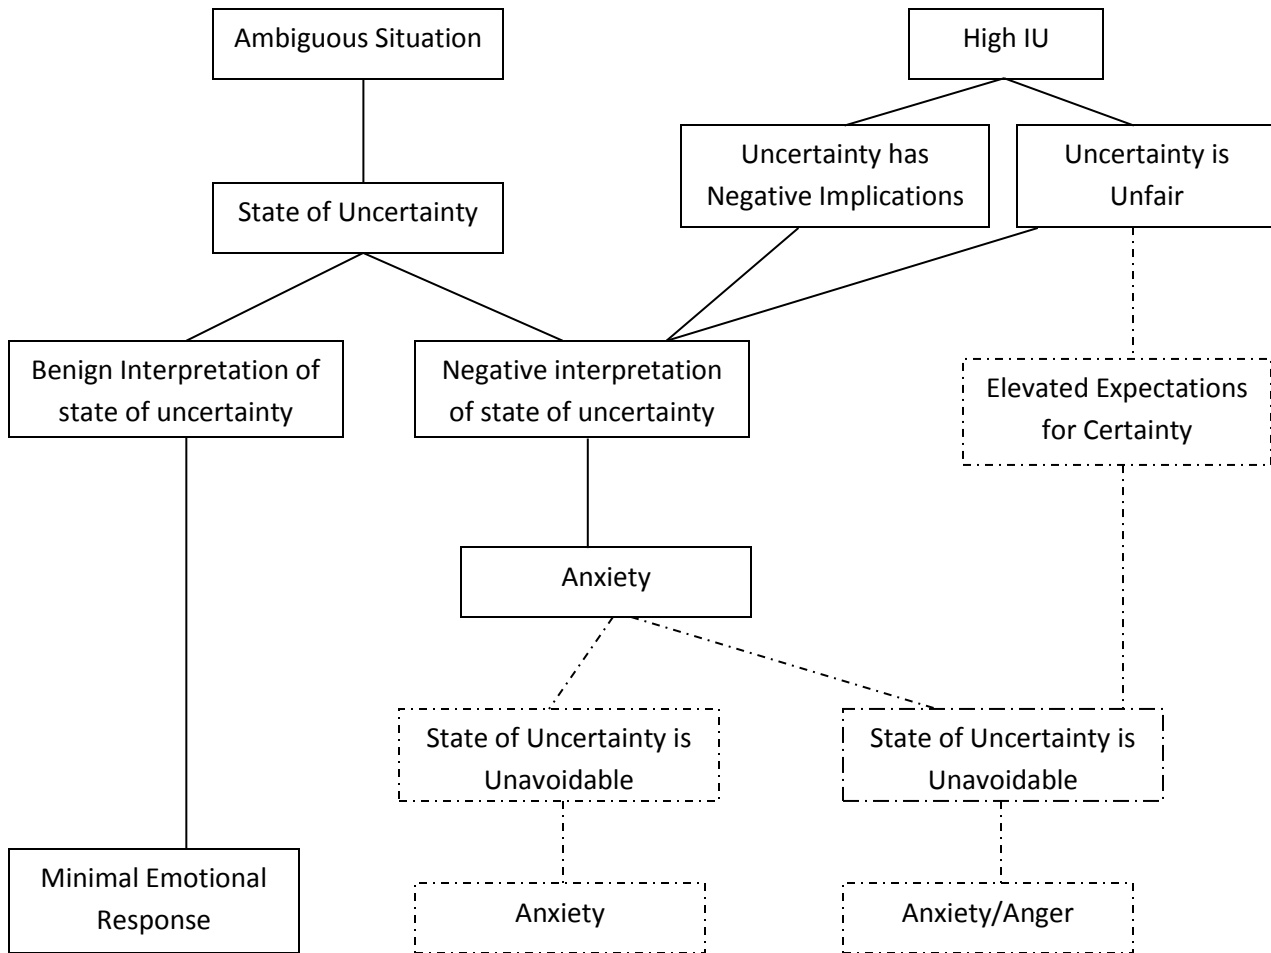 Ambiguous Situation
High IU
Uncertainty has
Negative Implications
Uncertainty is
Unfair
State of Uncertainty
Benign Interpretation of
state of uncertainty
Negative interpretation
of state of uncertainty
Elevated Expectations
for Certainty
Anxiety
State of Uncertainty is
Unavoidable
State of Uncertainty is
Unavoidable
Minimal Emotional
Response
Anxiety
Anxiety/Anger